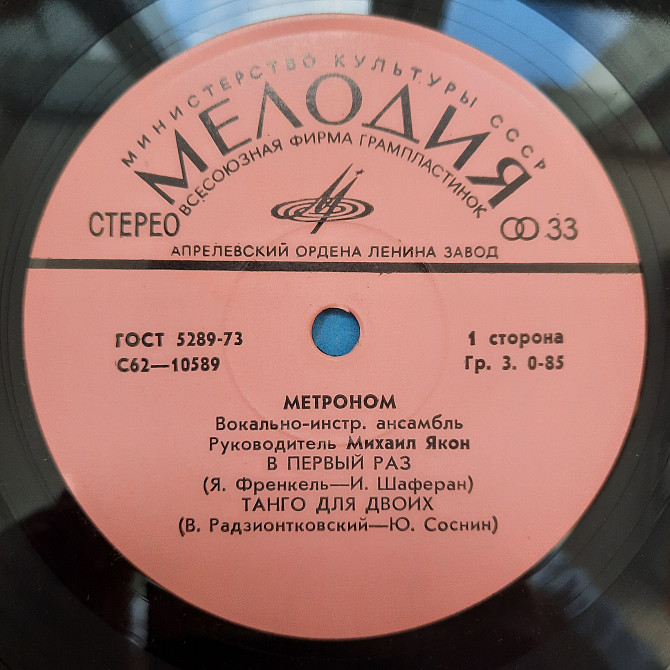 МИНИСТЕРСТВО КУЛЬТУРЫ СССР
МЕЛОДИЯ
ВСЕСОЮЗНАЯ ФИРМА ГРАМПЛАСТИНОК
СТЕРЕО
33
АПРЕЛЕВСКИЙ ОРДЕНА ЛЕНИНА ЗАВОД
ГОСТ 5289-73
1 сторона
С62—10589
Гр. 3. 0-85
МЕТРОНОМ
Вокально-инстр. ансамбль
Руководитель Михаил Якон
В ПЕРВЫЙ РАЗ
(Я. Френкель—И. Шаферан)
ТАНГО ДЛЯ ДВОИХ
(В. Радзионтковский—Ю. Соснин)